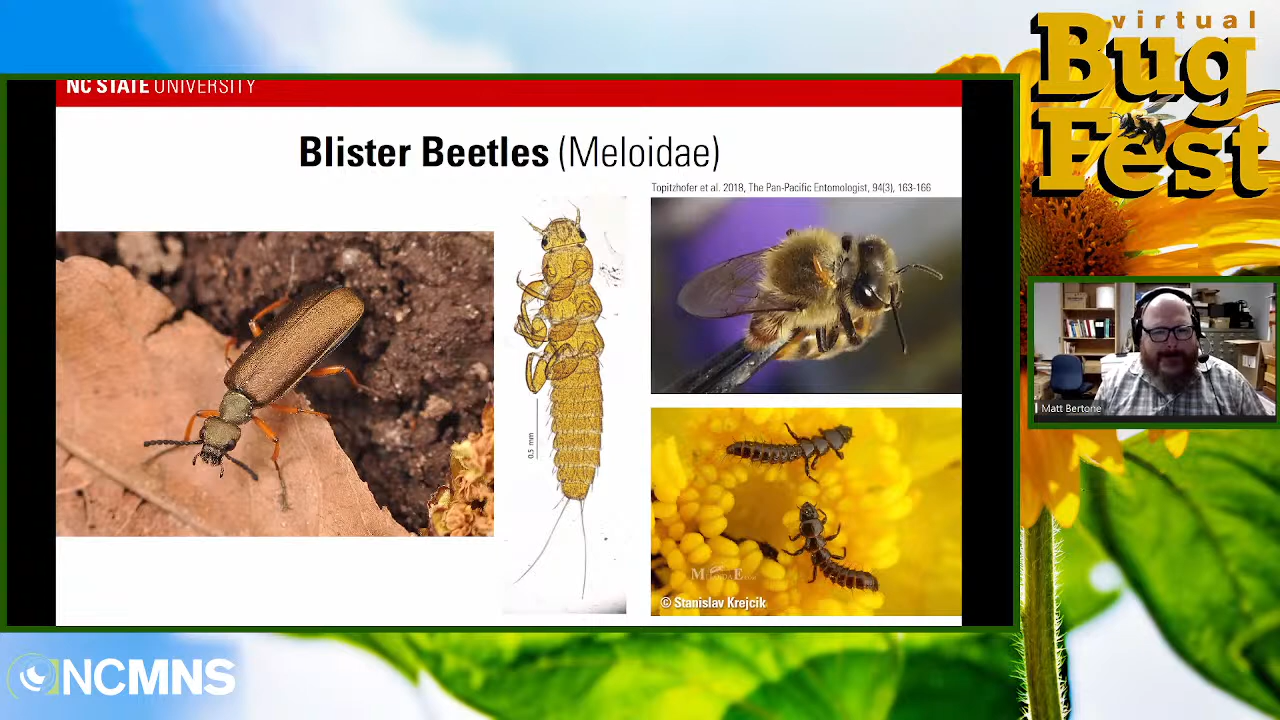 virtual
Bug
Fest
NC STATE UNIVERSITY
Blister Beetles (Meloidae)
Topitzhofer et al. 2018, The Pan-Pacific Entomologist, 94(3), 163-166
0.5 mm
© Stanislav Krejcik
Matt Bertone
NCMNS